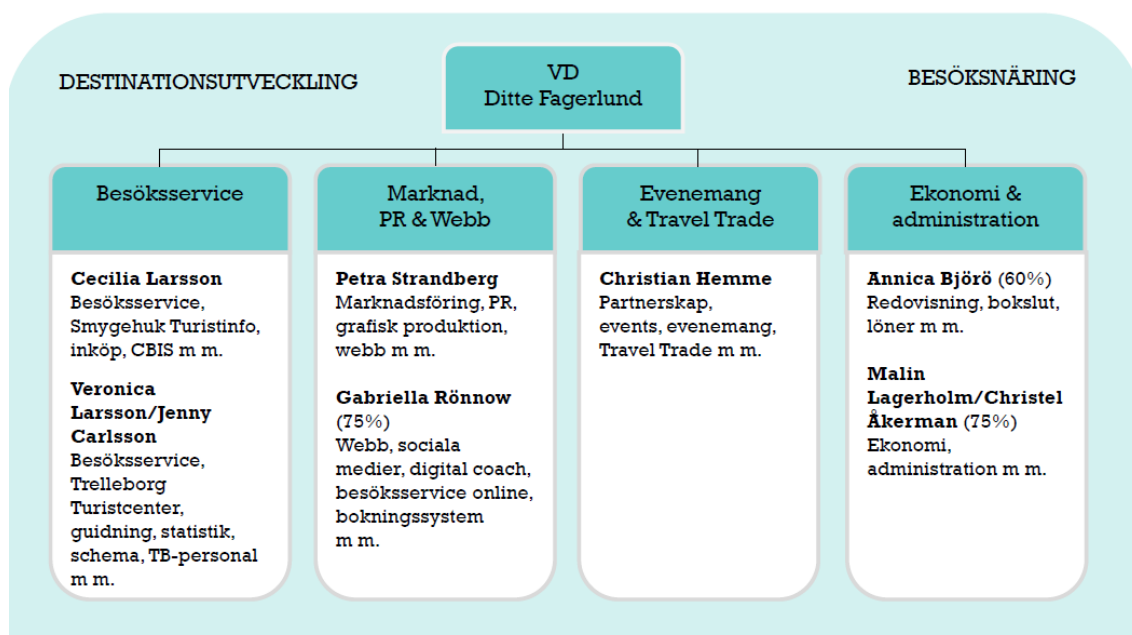 DESTINATIONSUTVECKLING
VD
Ditte Fagerlund
BESÖKSNÄRING
Besöksservice
Cecilia Larsson
Besöksservice,
Smygehuk Turistinfo,
inköp, CBIS m m.
Veronica
Larsson/Jenny
Carlsson
Besöksservice,
Trelleborg
Turistcenter,
guidning, statistik,
schema, TB-personal
m m.
Marknad,
PR & Webb
Petra Strandberg
Marknadsföring, PR,
grafisk produktion,
webb m m.
Gabriella Rönnow
(75%)
Webb, sociala
medier, digital coach,
besöksservice online,
bokningssystem
m m.
Evenemang
& Travel Trade
Christian Hemme
Partnerskap,
events, evenemang,
Travel Trade m m.
Ekonomi &
administration
Annica Björö (60%)
Redovisning, bokslut,
löner m m.
Malin
Lagerholm/Christel
Åkerman (75%)
Ekonomi,
administration m m.